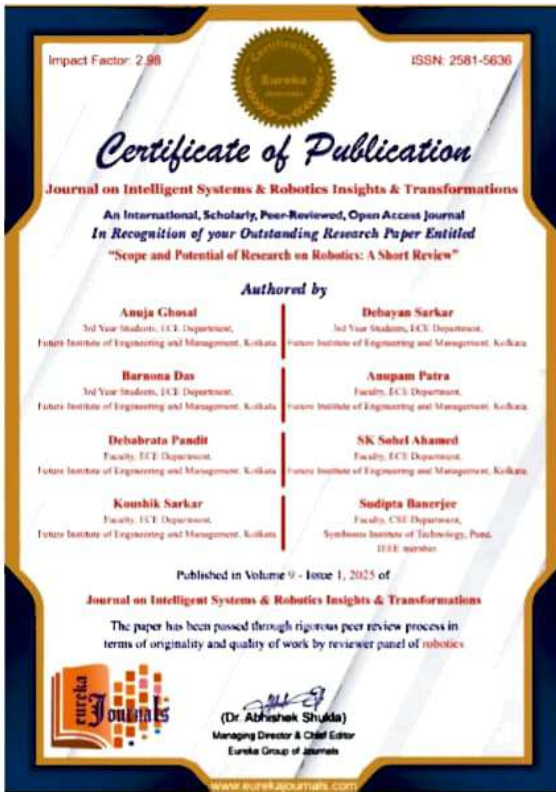 Impact Factor: 2.98
ISSN: 2581-5636
Certification
Eureka
Certificate of Publication
Journal on Intelligent Systems & Robotics Insights & Transformations
An International, Scholarly, Peer-Reviewed, Open Access Journal
In Recognition of your Outstanding Research Paper Entitled
“Scope and Potential of Research on Robotics: A Short Review”
Authored by
Anuja Ghosal
3rd Year Students, ECE Department,
Future Institute of Engineering and Management, Kolkata
Debayan Sarkar
3rd Year Students, ECE Department,
Future Institute of Engineering and Management, Kolkata
Barnona Das
3rd Year Students, ECE Department,
Future Institute of Engineering and Management, Kolkata
Anupam Patra
Faculty, ECE Department,
Future Institute of Engineering and Management, Kolkata
Debabrata Pandit
Faculty, ECE Department,
Future Institute of Engineering and Management, Kolkata
SK Sohel Ahamed
Faculty, ECE Department,
Future Institute of Engineering and Management, Kolkata
Koushik Sarkar
Faculty, ECE Department,
Future Institute of Engineering and Management, Kolkata
Sudipta Banerjee
Faculty, CSE Department,
Symbiosis Institute of Technology, Pune,
IEEE member
Published in Volume 9 - Issue 1, 2025 of
Journal on Intelligent Systems & Robotics Insights & Transformations
The paper has been passed through rigorous peer review process in
terms of originality and quality of work by reviewer panel of robotics
eureka
Journals
(Dr. Abhishek Shukla)
Managing Director & Chief Editor
Eureka Group of Journals
www.eurekajournals.com